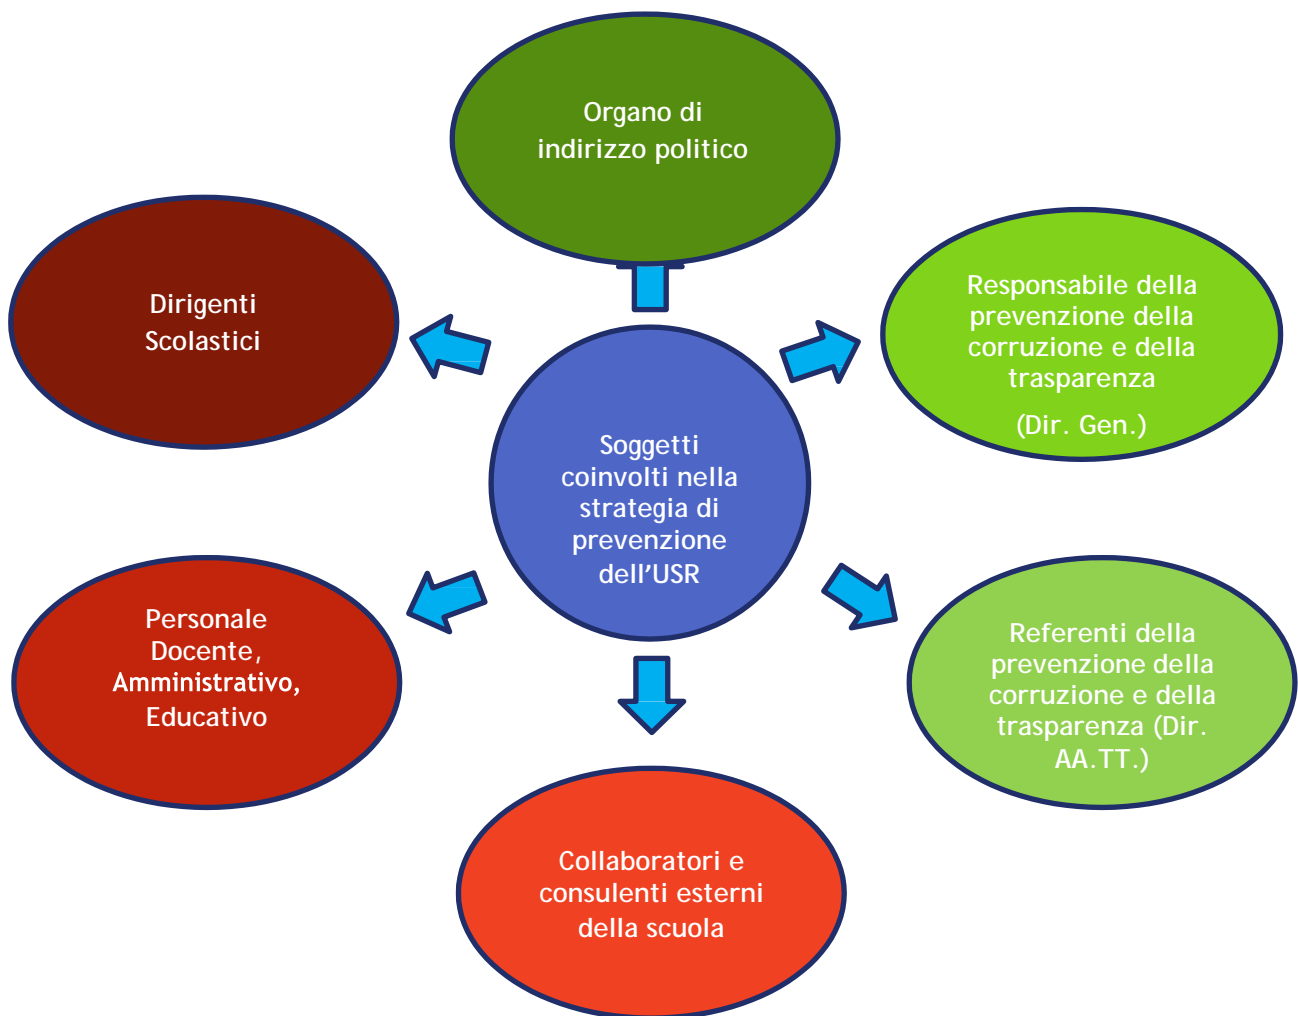 Organo di
indirizzo politico
Dirigenti
Scolastici
Responsabile della
prevenzione della
corruzione e della
trasparenza
(Dir. Gen.)
Soggetti
coinvolti nella
strategia di
prevenzione
dell'USR
Personale
Docente,
Amministrativo,
Educativo
Referenti della
prevenzione della
corruzione e della
trasparenza (Dir.
AA.TT.)
Collaboratori e
consulenti esterni
della scuola